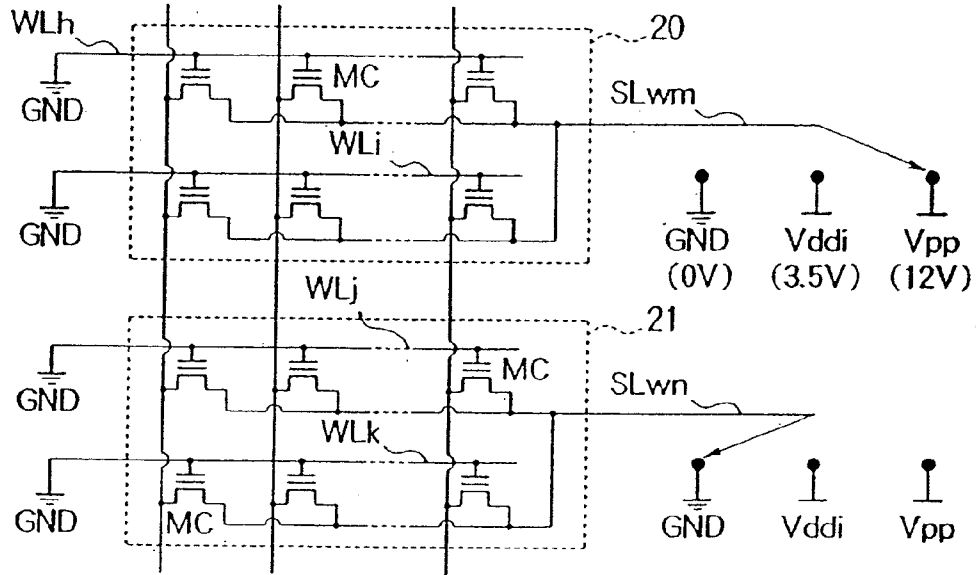 WLh
20
MC
GND
SLwm
WLi
GND
GND
(0V)
Vddi
(3.5V)
Vpp
(12V)
WLj
21
MC
GND
SLwn
WLk
GND
MC
GND
Vddi
Vpp